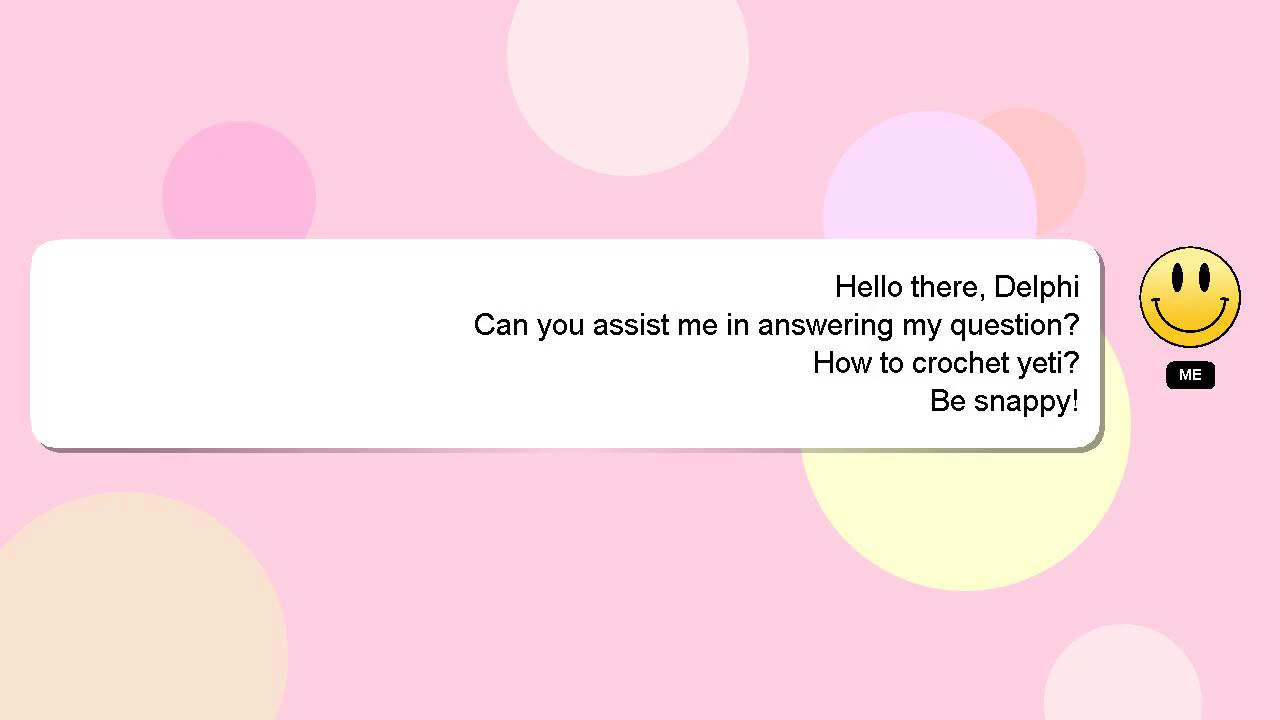 Hello there, Delphi
Can you assist me in answering my question?
How to crochet yeti?
Be snappy!
ME